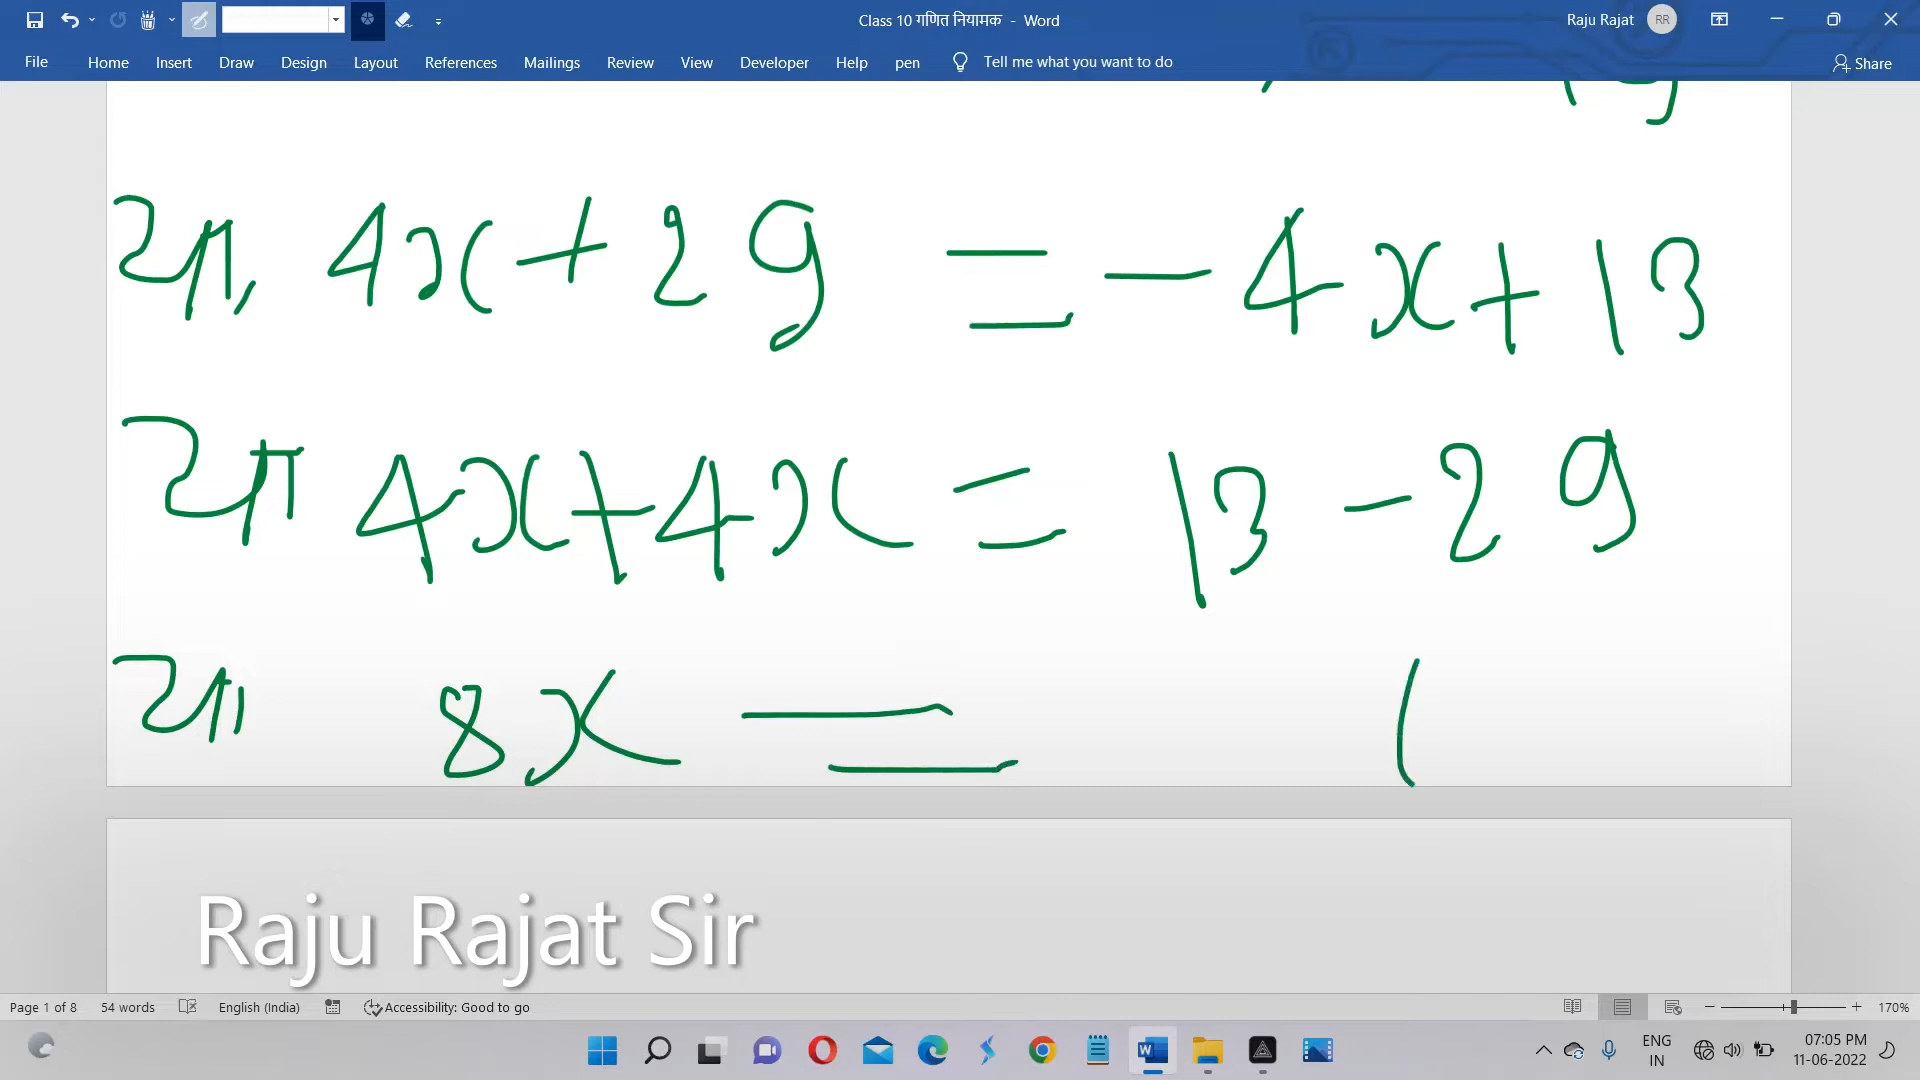 Class 10 गणित नियामक - Word
Raju Rajat
RR
File Home Insert Draw Design Layout References Mailings Review View Developer Help pen Tell me what you want to do
Share
या, 4x+29 = -4x+13
या 4x+4x = 13-29
या 8x =
Raju Rajat Sir
Page 1 of 8 54 words English (India) Accessibility: Good to go 170%
ENG
IN
07:05 PM
11-06-2022